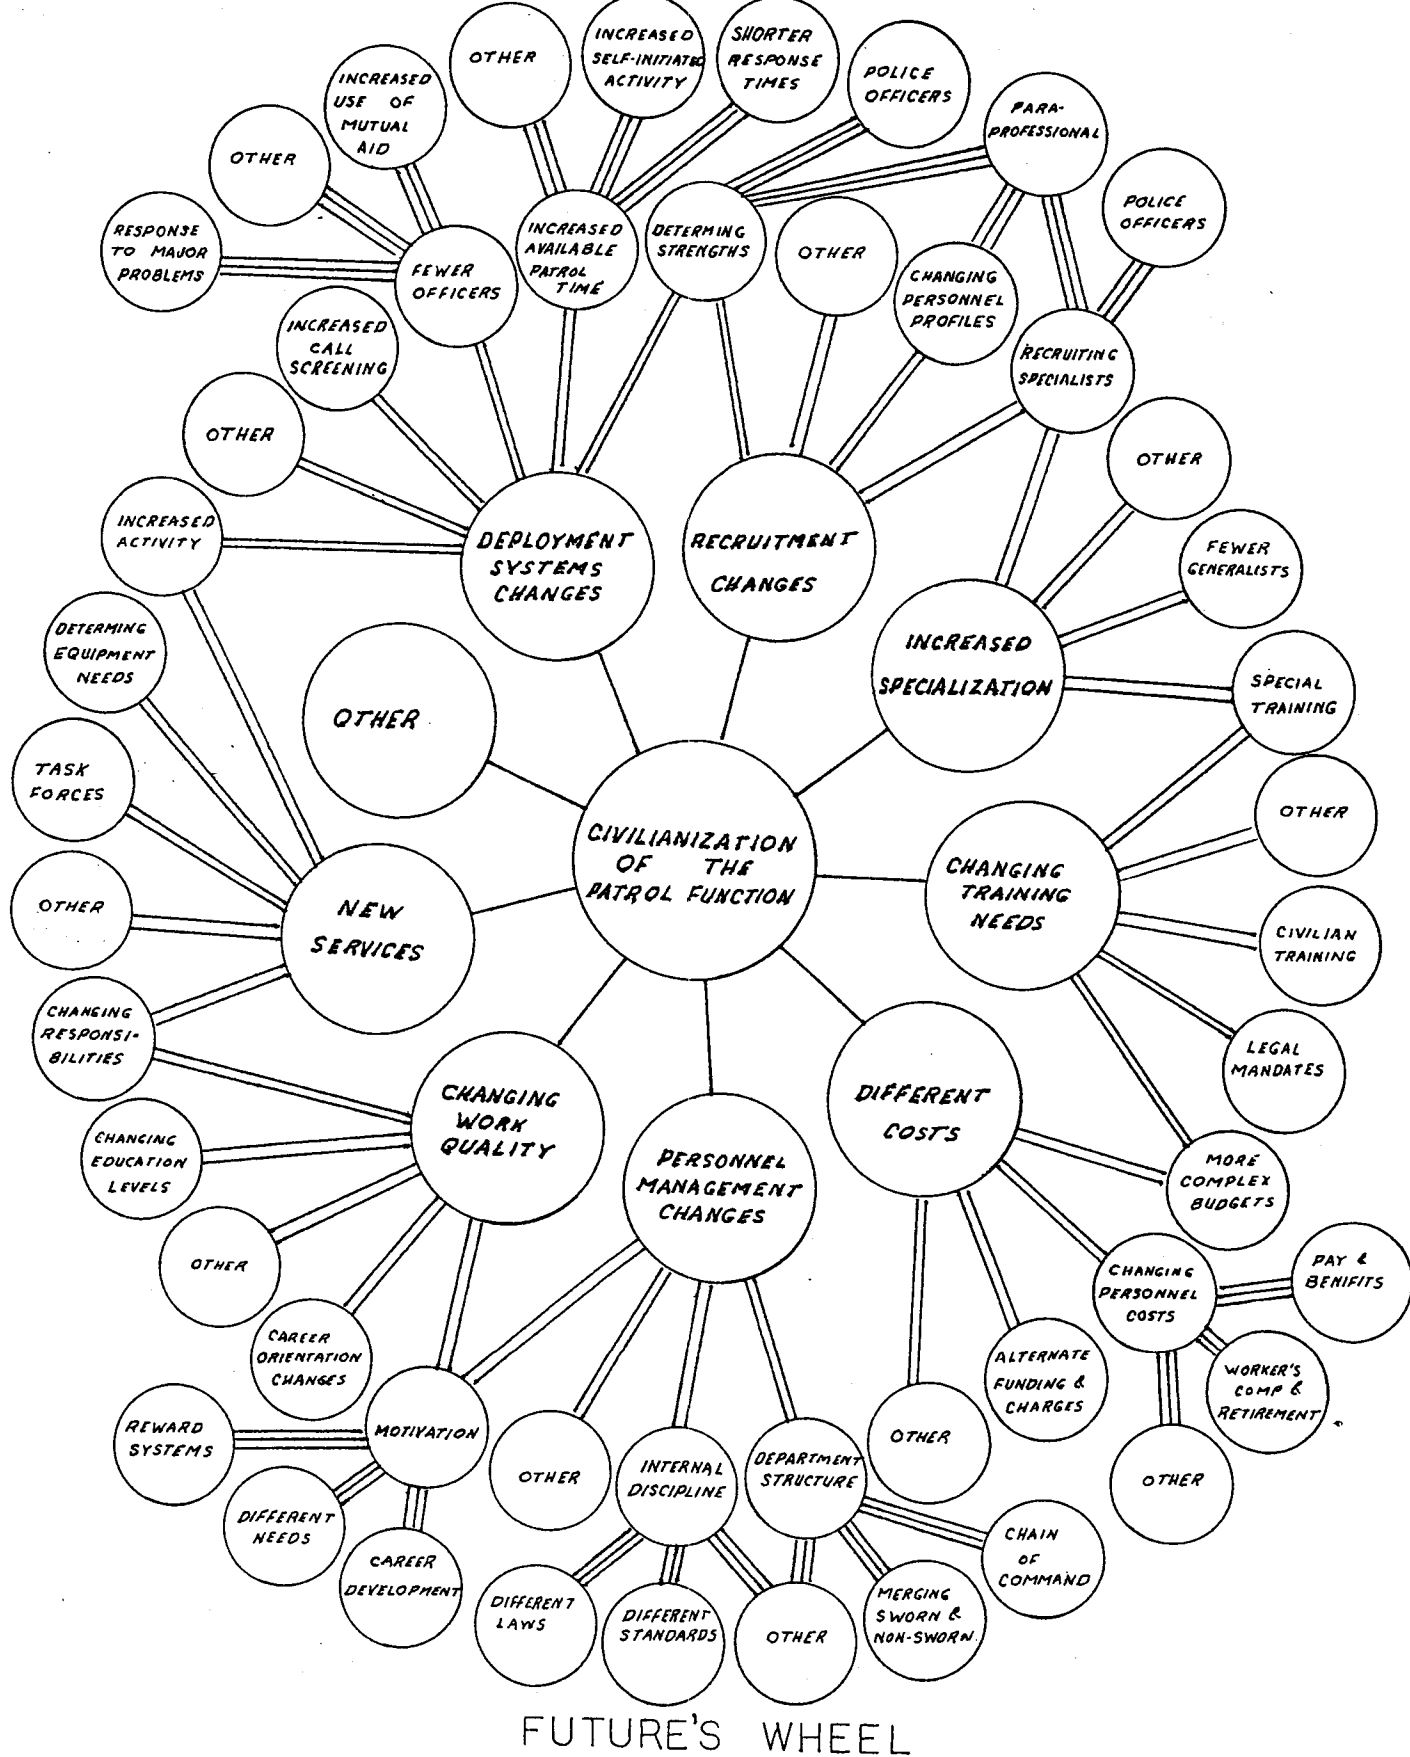 OTHER
INCREASED
SELF-INITIATED
ACTIVITY
SHORTER
RESPONSE
TIMES
POLICE
OFFICERS
INCREASED
USE OF
MUTUAL
AID
PARA-
PROFESSIONAL
OTHER
POLICE
OFFICERS
RESPONSE
TO MAJOR
PROBLEMS
FEWER
OFFICERS
INCREASED
AVAILABLE
PATROL
TIME
DETERMING
STRENGTHS
OTHER
CHANGING
PERSONNEL
PROFILES
INCREASED
CALL
SCREENING
RECRUITING
SPECIALISTS
OTHER
OTHER
INCREASED
ACTIVITY
DEPLOYMENT
SYSTEMS
CHANGES
RECRUITMENT
CHANGES
FEWER
GENERALISTS
DETERMING
EQUIPMENT
NEEDS
INCREASED
SPECIALIZATION
SPECIAL
TRAINING
OTHER
TASK
FORCES
OTHER
CIVILIANIZATION
OF THE
PATROL FUNCTION
CHANGING
TRAINING
NEEDS
OTHER
NEW
SERVICES
CIVILIAN
TRAINING
CHANGING
RESPONSI-
BILITIES
LEGAL
MANDATES
CHANGING
WORK
QUALITY
DIFFERENT
COSTS
CHANGING
EDUCATION
LEVELS
PERSONNEL
MANAGEMENT
CHANGES
MORE
COMPLEX
BUDGETS
OTHER
CHANGING
PERSONNEL
COSTS
PAY &
BENIFITS
CAREER
ORIENTATION
CHANGES
ALTERNATE
FUNDING &
CHARGES
WORKER'S
COMP &
RETIREMENT
REWARD
SYSTEMS
MOTIVATION
OTHER
INTERNAL
DISCIPLINE
DEPARTMENT
STRUCTURE
OTHER
OTHER
DIFFERENT
NEEDS
CAREER
DEVELOPMENT
CHAIN
OF
COMMAND
DIFFERENT
LAWS
DIFFERENT
STANDARDS
OTHER
MERGING
SWORN &
NON-SWORN
FUTURE'S WHEEL